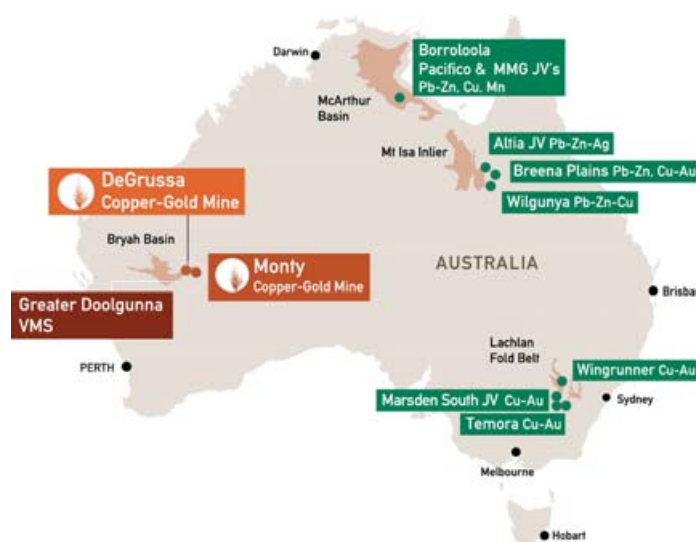 Darwin
Borroloola
Pacifico & MMG JV's
Pb-Zn, Cu, Mn
McArthur
Basin
Mt Isa Inlier
Altia JV Pb-Zn-Ag
Breena Plains Pb-Zn, Cu-Au
Wilgunya Pb-Zn-Cu
DeGrussa
Copper-Gold Mine
Bryah Basin
Monty
Copper-Gold Mine
AUSTRALIA
Greater Doolgunna
VMS
Brisba
Lachlan
Fold Belt
Wingrunner Cu-Au
PERTH
Marsden South JV Cu-Au
Sydney
Temora Cu-Au
Melbourne
Hobart